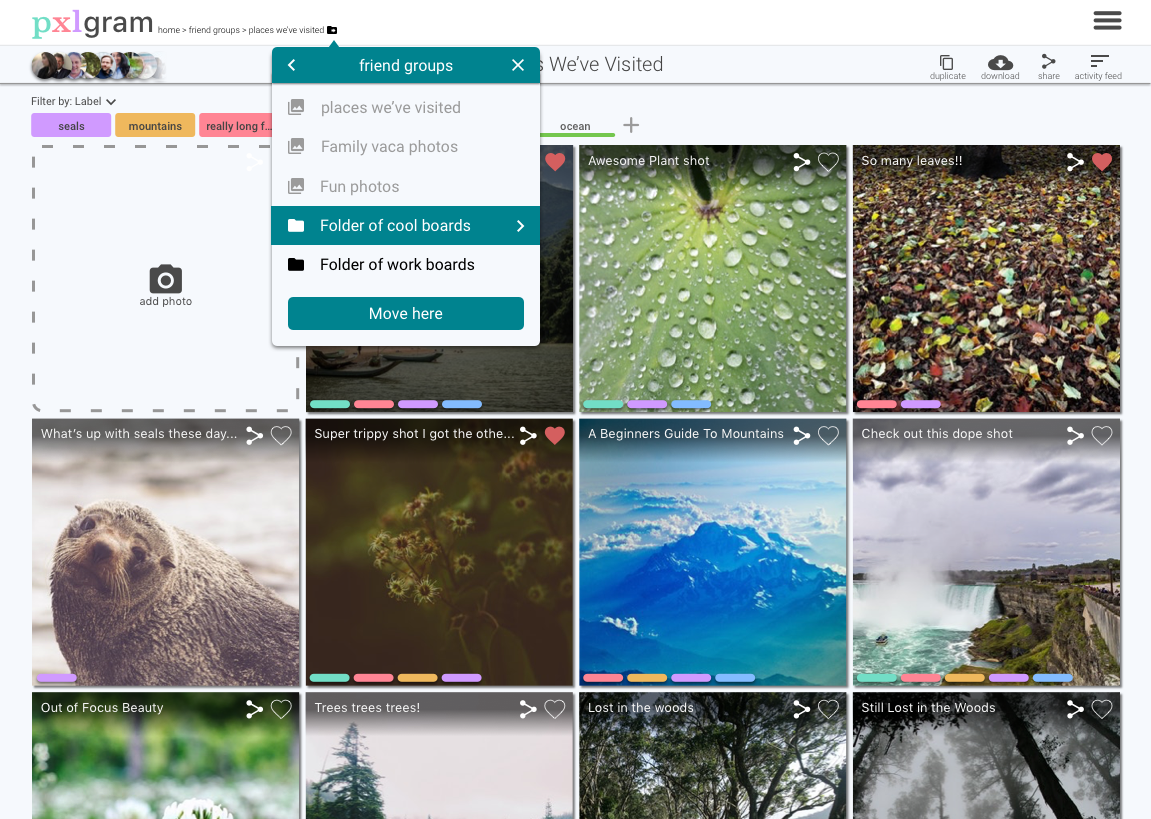 pxlgram
home > friend groups > places we've visited
friend groups
s We've Visited
duplicate
download
share
activity feed
Filter by: Label
seals
mountains
really long f...
ocean
places we've visited
Family vaca photos
Fun photos
Folder of cool boards
Folder of work boards
Move here
add photo
Awesome Plant shot
So many leaves!!
What's up with seals these day...
Super trippy shot I got the othe...
A Beginners Guide To Mountains
Check out this dope shot
Out of Focus Beauty
Trees trees trees!
Lost in the woods
Still Lost in the Woods